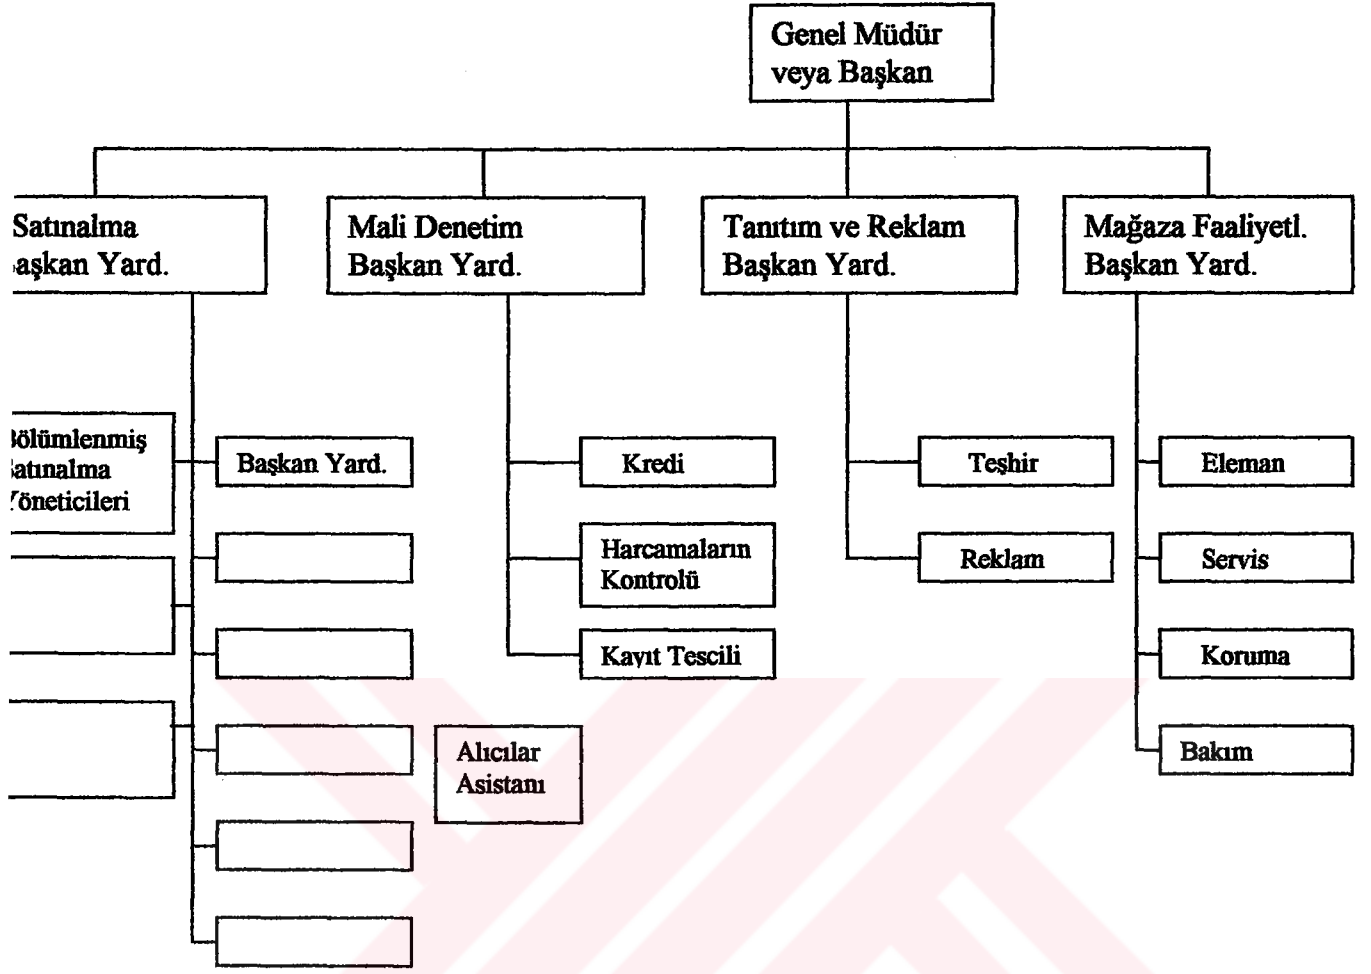 Genel Müdür
veya Başkan
Satınalma
aşkan Yard.
Mali Denetim
Başkan Yard.
Tanıtım ve Reklam
Başkan Yard.
Mağaza Faaliyetl.
Başkan Yard.
ölümlenmiş
atınalma
öneticileri
Başkan Yard.
Kredi
Harcamaların
Kontrolü
Kayıt Tescili
Alıcılar
Asistanı
Teşhir
Reklam
Eleman
Servis
Koruma
Bakım